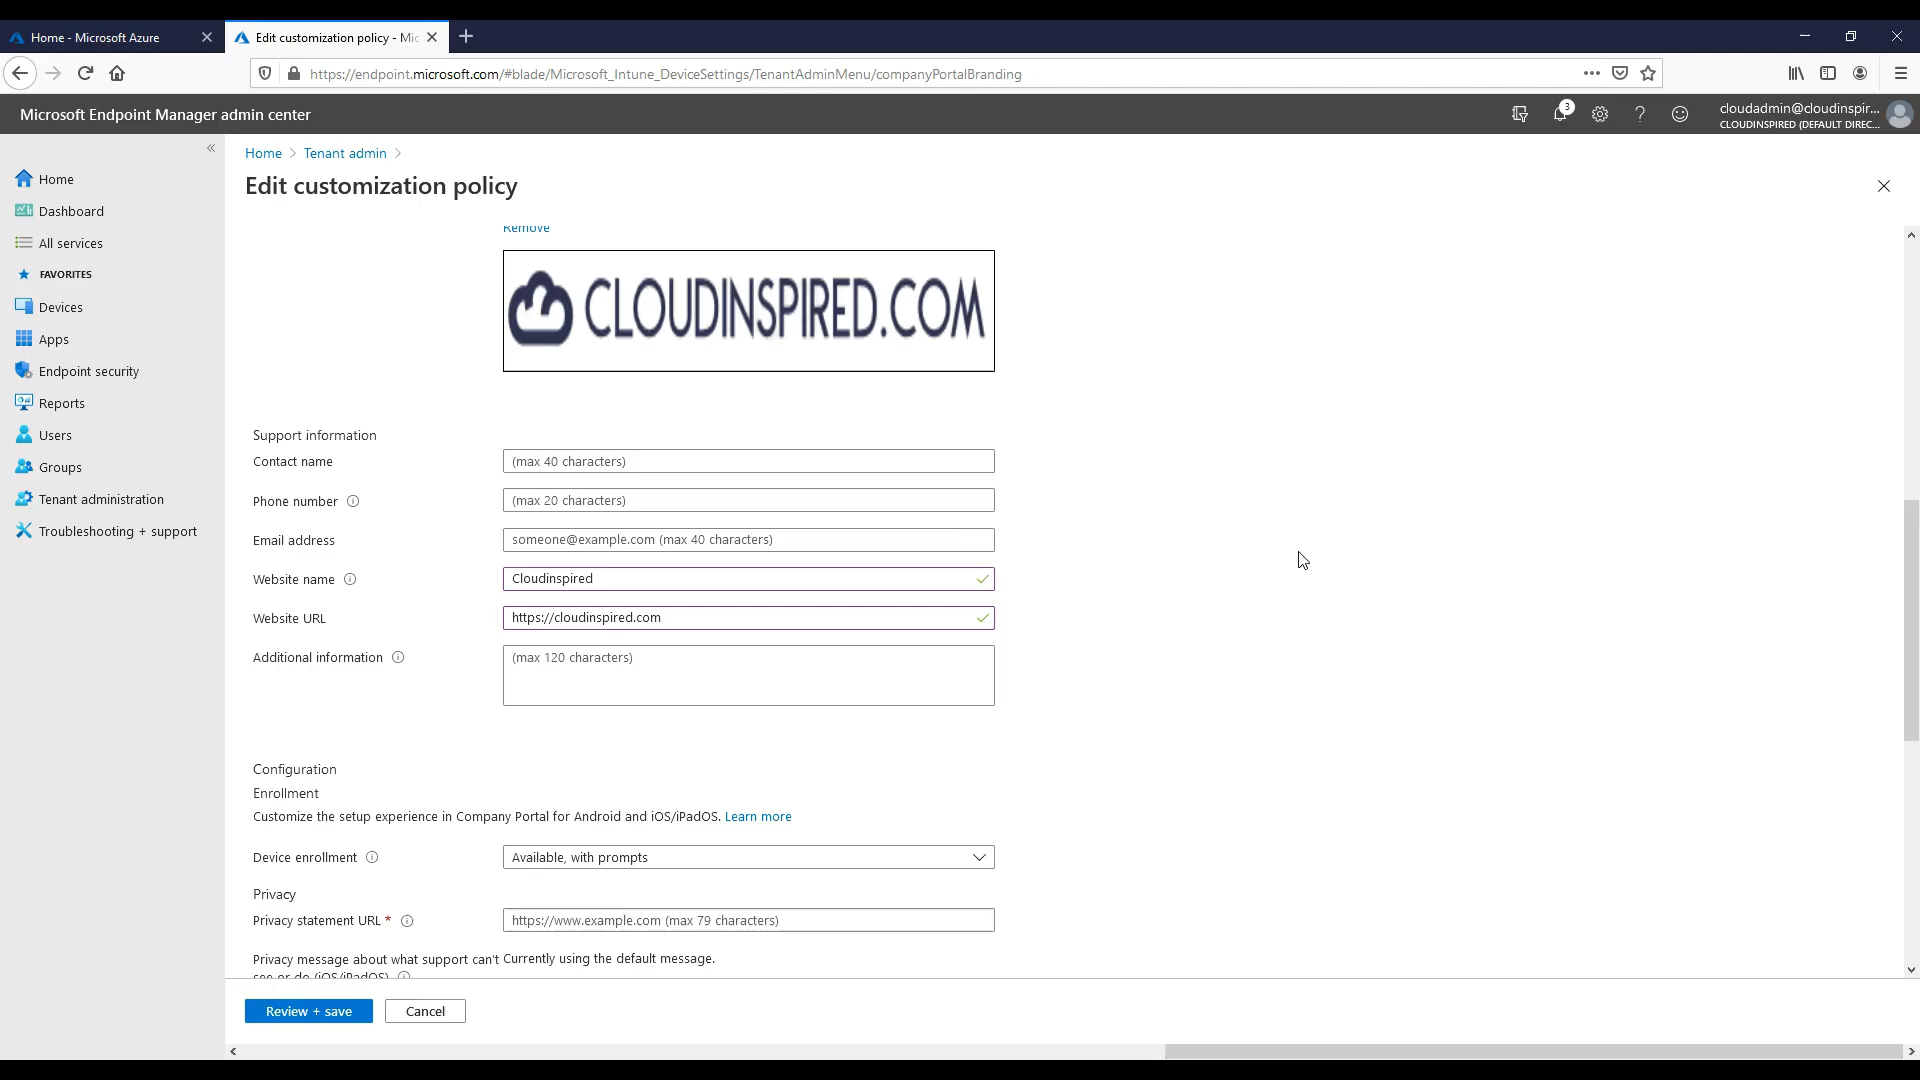 Home - Microsoft Azure
Edit customization policy - Mic
https://endpoint.microsoft.com/#blade/Microsoft_Intune_DeviceSettings/TenantAdminMenu/companyPortalBranding
Microsoft Endpoint Manager admin center
3
cloudadmin@cloudinspir...
CLOUDINSPIRED (DEFAULT DIREC...
Home
Dashboard
All services
FAVORITES
Devices
Apps
Endpoint security
Reports
Users
Groups
Tenant administration
Troubleshooting + support
Home > Tenant admin >
Edit customization policy
Remove
CLOUDINSPIRED.COM
Support information
Contact name (max 40 characters)
Phone number (max 20 characters)
Email address someone@example.com (max 40 characters)
Website name Cloudinspired
Website URL https://cloudinspired.com
Additional information (max 120 characters)
Configuration
Enrollment
Customize the setup experience in Company Portal for Android and iOS/iPadOS. Learn more
Device enrollment Available, with prompts
Privacy
Privacy statement URL * https://www.example.com (max 79 characters)
Privacy message about what support can't Currently using the default message.
see or do (iOS/iPadOS)
Review + save
Cancel